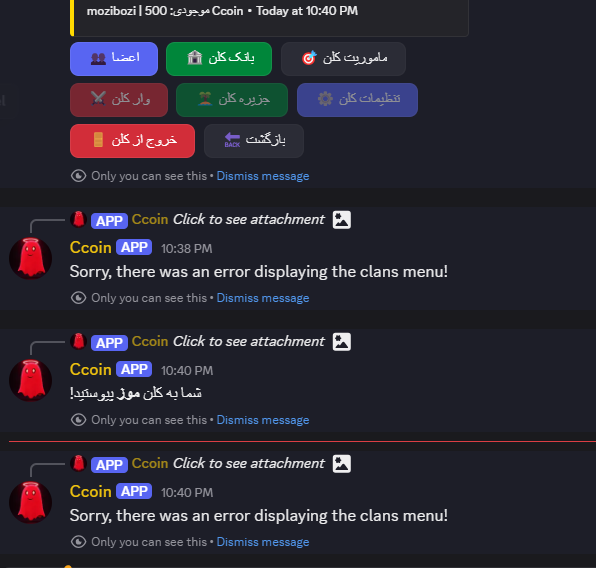 mozibozi | موجودی: 500 Ccoin • Today at 10:40 PM
اعضا
بانک کلن
ماموریت کلن
وار کلن
جزیره کلن
تنظیمات کلن
خروج از کلن
BACK بازگشت
Only you can see this • Dismiss message
APP Ccoin Click to see attachment
Ccoin APP 10:38 PM
Sorry, there was an error displaying the clans menu!
Only you can see this • Dismiss message
APP Ccoin Click to see attachment
Ccoin APP 10:40 PM
شما به کلن موز پیوستید!
Only you can see this • Dismiss message
APP Ccoin Click to see attachment
Ccoin APP 10:40 PM
Sorry, there was an error displaying the clans menu!
Only you can see this • Dismiss message